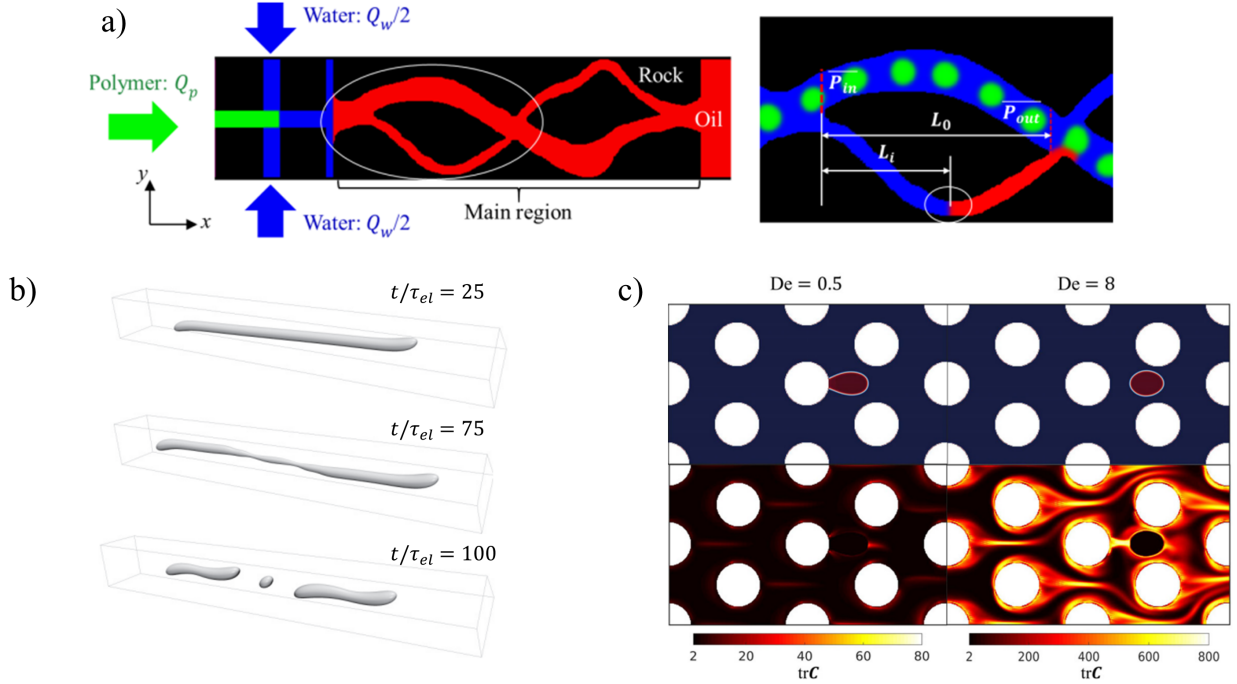 a)
Water: Q_w/2
Polymer: Q_p
Rock
Oil
y
x
Main region
Water: Q_w/2
P_in
P_out
L_0
L_i
b)
t/τ_el = 25
t/τ_el = 75
t/τ_el = 100
c)
De = 0.5
De = 8
2 20 40 60 80
trC
2 200 400 600 800
trC